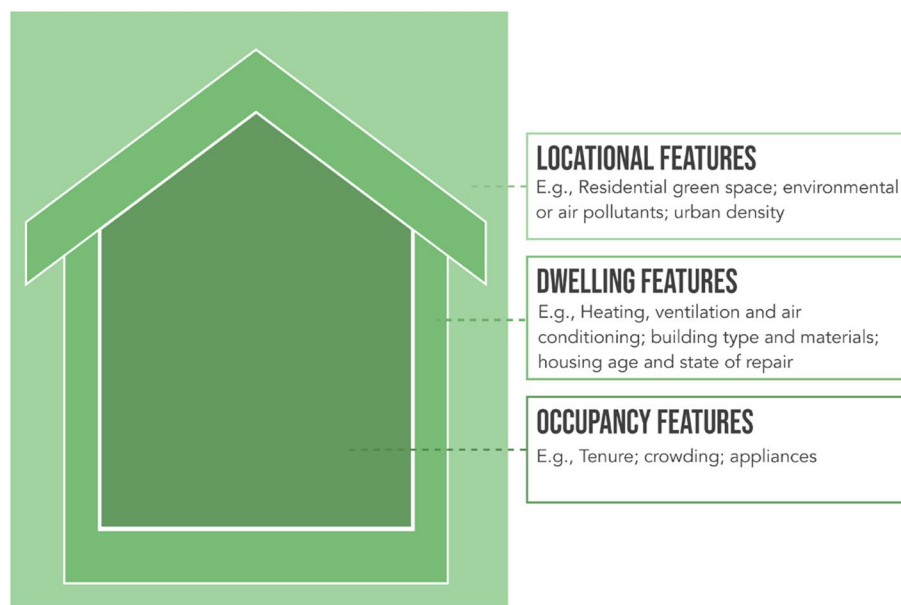 LOCATIONAL FEATURES
E.g., Residential green space; environmental
or air pollutants; urban density
DWELLING FEATURES
E.g., Heating, ventilation and air
conditioning; building type and materials;
housing age and state of repair
OCCUPANCY FEATURES
E.g., Tenure; crowding; appliances